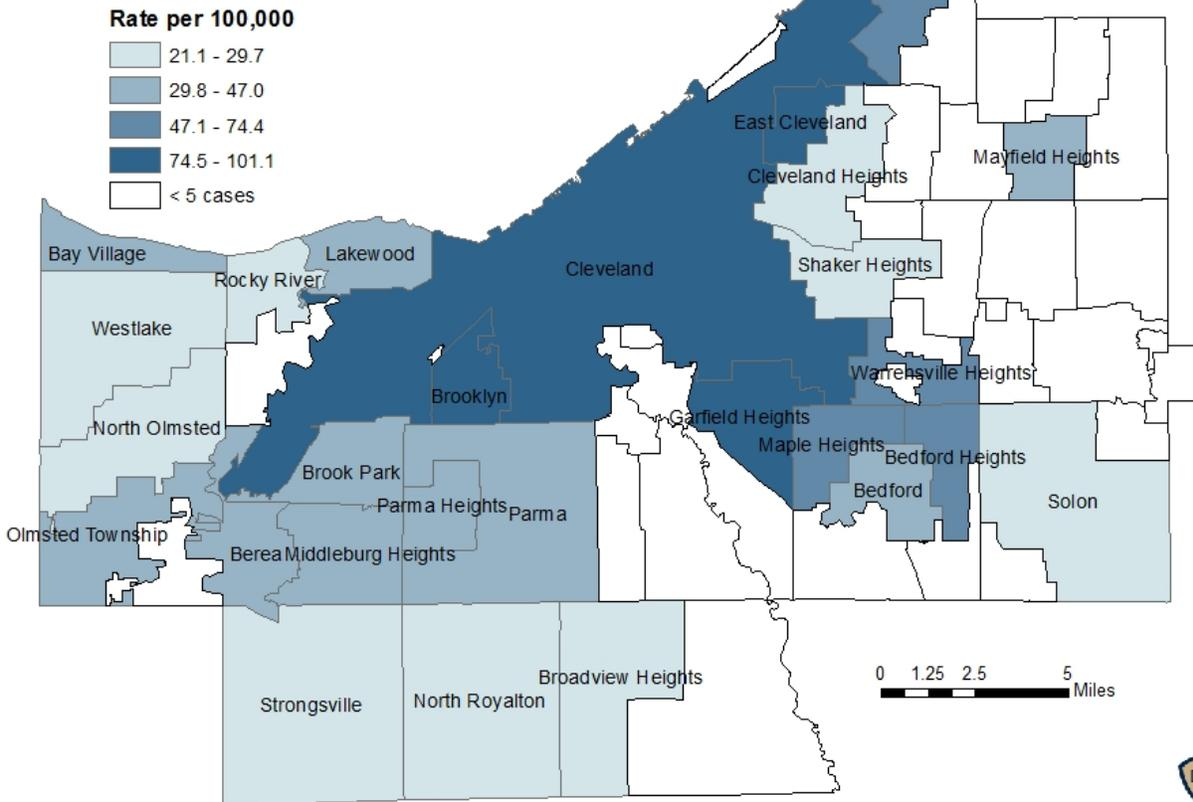 Rate per 100,000
21.1 - 29.7
29.8 - 47.0
47.1 - 74.4
74.5 - 101.1
< 5 cases
East Cleveland
Mayfield Heights
Cleveland Heights
Bay Village
Lakewood
Rocky River
Cleveland
Shaker Heights
Westlake
Warrensville Heights
Brooklyn
North Olmsted
Garfield Heights
Maple Heights
Bedford Heights
Brook Park
Bedford
Parma Heights
Parma
Solon
Olmsted Township
Berea
Middleburg Heights
Broadview Heights
Strongsville
North Royalton
0 1.25 2.5 5
Miles